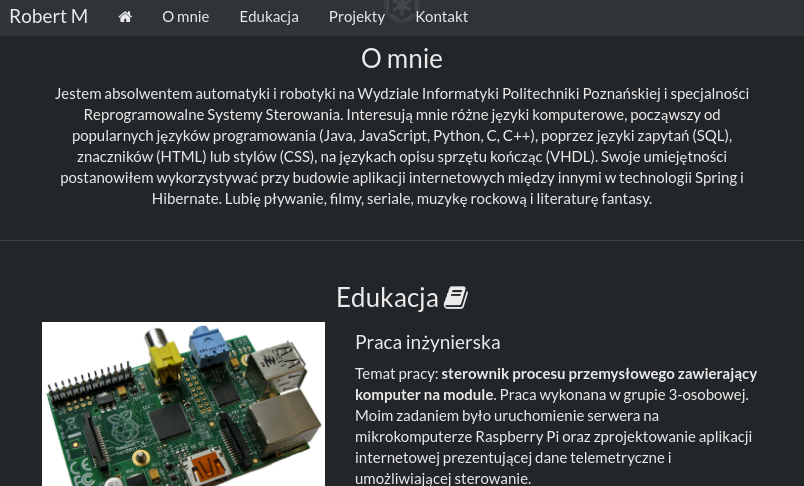 Robert M O mnie Edukacja Projekty Kontakt
O mnie
Jestem absolwentem automatyki i robotyki na Wydziale Informatyki Politechniki Poznańskiej i specjalności
Reprogramowalne Systemy Sterowania. Interesują mnie różne języki komputerowe, począwszy od
popularnych języków programowania (Java, JavaScript, Python, C, C++), poprzez języki zapytań (SQL),
znaczników (HTML) lub stylów (CSS), na językach opisu sprzętu kończąc (VHDL). Swoje umiejętności
postanowiłem wykorzystywać przy budowie aplikacji internetowych między innymi w technologii Spring i
Hibernate. Lubię pływanie, filmy, seriale, muzykę rockową i literaturę fantasy.
Edukacja
Praca inżynierska
Temat pracy: sterownik procesu przemysłowego zawierający
komputer na module. Praca wykonana w grupie 3-osobowej.
Moim zadaniem było uruchomienie serwera na
mikrokomputerze Raspberry Pi oraz zprojektowanie aplikacji
internetowej prezentującej dane telemetryczne i
umożliwiającej sterowanie.